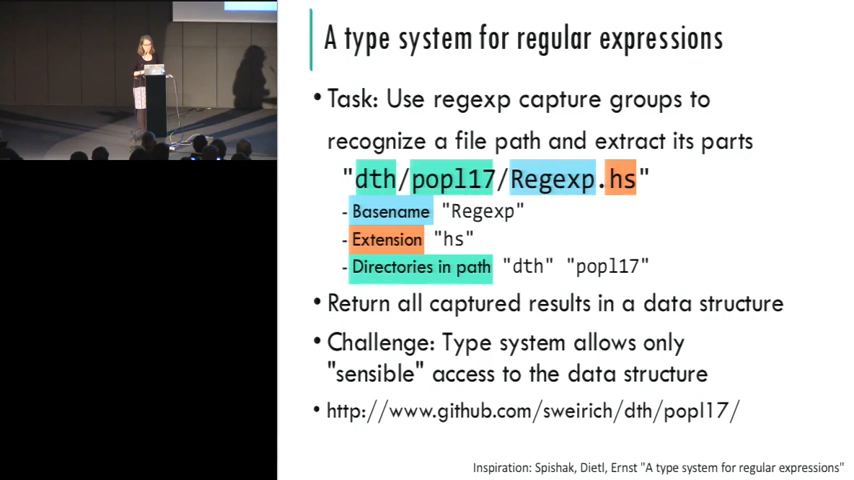 A type system for regular expressions
• Task: Use regexp capture groups to
recognize a file path and extract its parts
"dth/popl17/Regexp.hs"
- Basename "Regexp"
- Extension "hs"
- Directories in path "dth" "popl17"
• Return all captured results in a data structure
• Challenge: Type system allows only
"sensible" access to the data structure
• http://www.github.com/sweirich/dth/popl17/
Inspiration: Spishak, Dietl, Ernst "A type system for regular expressions"